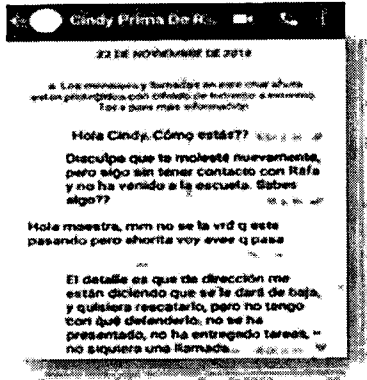 Cindy Prima De R...
22 DE NOVIEMBRE DE 2018
Los mensajes y llamadas en este chat ahora
están protegidos con cifrado de extremo a extremo.
Toca para más información.
Hola Cindy. Cómo estás??
Disculpa que te molesté nuevamente,
pero sigo sin tener contacto con Rafa
y no ha venido a la escuela. Sabes
algo??
Hola maestra, mm no se la vrd q este
pasando pero ahorita voy aver q pasa
El detalle es que de dirección me
están diciendo que se le dará de baja,
y quisiera rescatarlo, pero no tengo
con qué defenderlo, no se ha
presentado, no ha entregado tareas,
no siquiera una llamada.